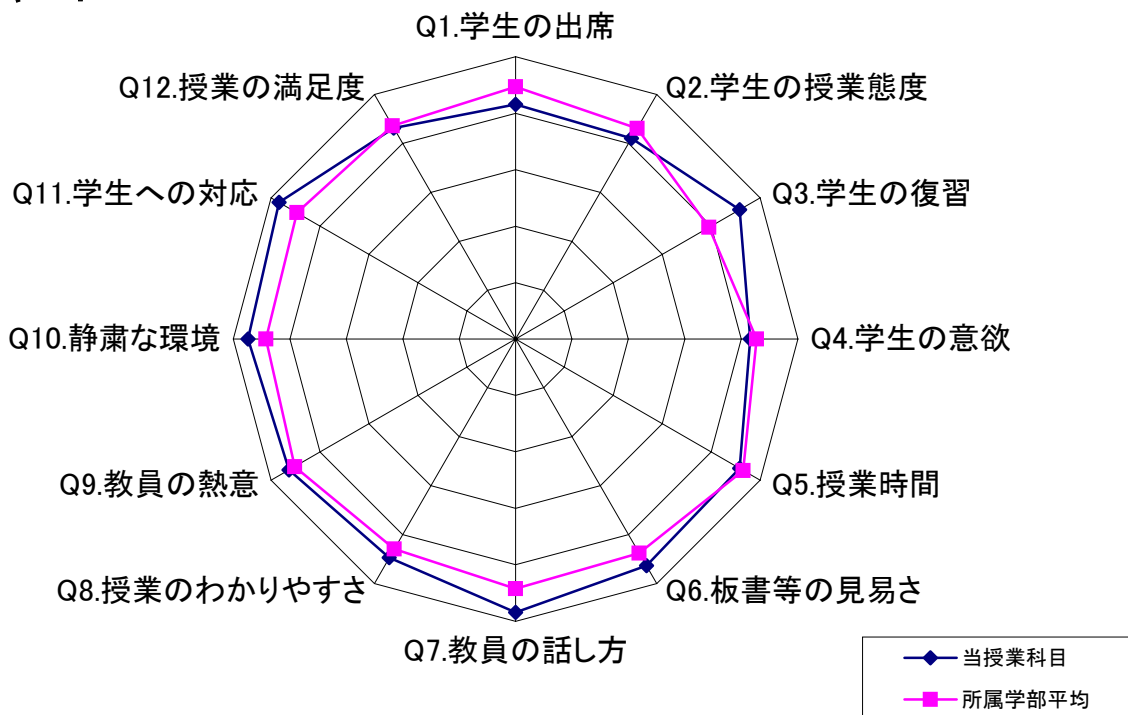 Q1.学生の出席
Q2.学生の授業態度
Q3.学生の復習
Q4.学生の意欲
Q5.授業時間
Q6.板書等の見易さ
Q7.教員の話し方
Q8.授業のわかりやすさ
Q9.教員の熱意
Q10.静粛な環境
Q11.学生への対応
Q12.授業の満足度
当授業科目
所属学部平均